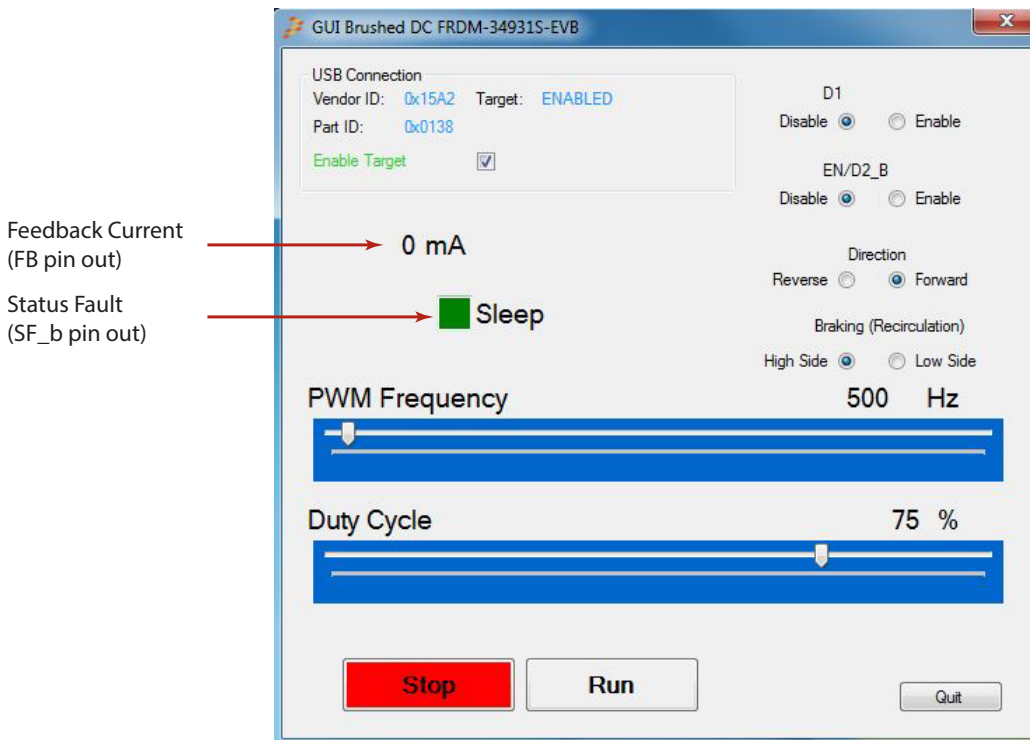 GUI Brushed DC FRDM-34931S-EVB
X
USB Connection
Vendor ID: 0x15A2 Target: ENABLED
Part ID: 0x0138
Enable Target
D1
Disable Enable
EN/D2_B
Disable Enable
Feedback Current
(FB pin out)
0 mA
Direction
Reverse Forward
Status Fault
(SF_b pin out)
Sleep
Braking (Recirculation)
High Side Low Side
PWM Frequency 500 Hz
Duty Cycle 75 %
Stop Run
Quit